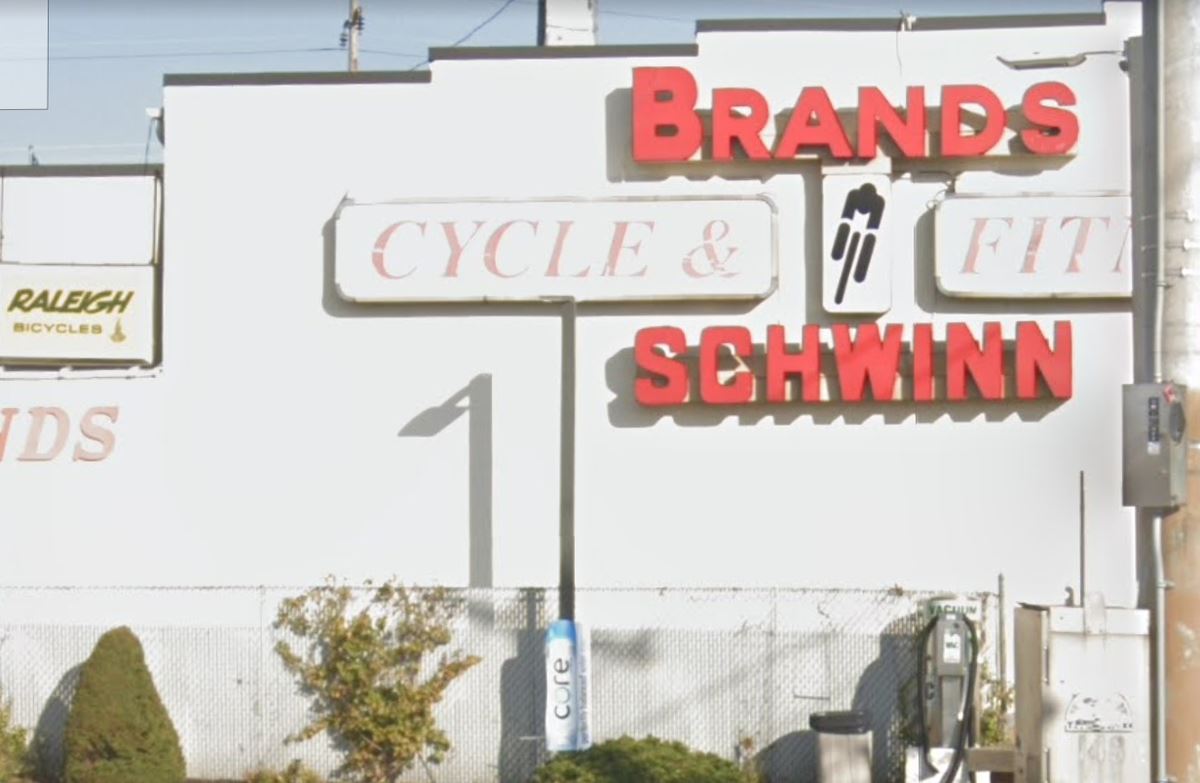 BRANDS
CYCLE &
FIT
SCHWINN
RALEIGH
BICYCLES
NDS
core
VACUUM